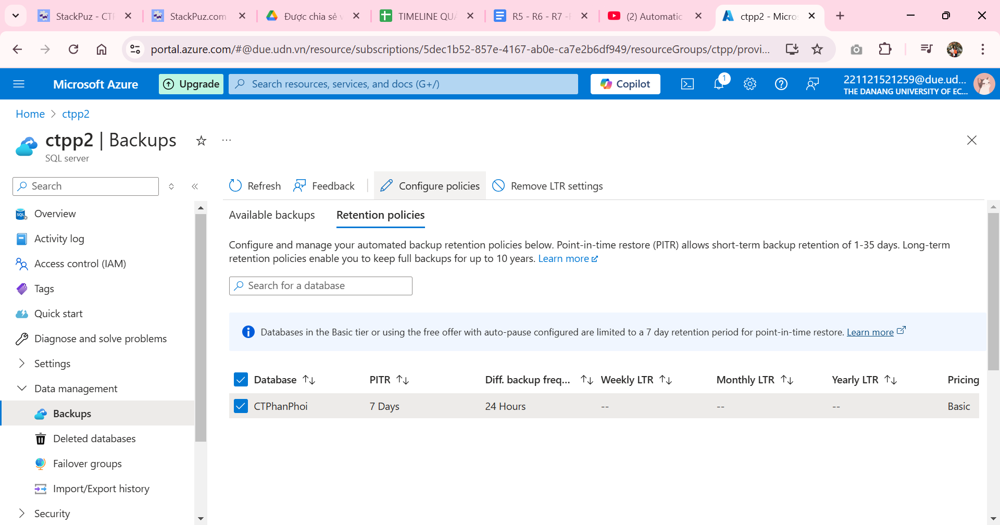 StackPuz - CTP
StackPuz.com
Được chia sẻ v
TIMELINE QUẢ
R5 - R6 - R7 -
(2) Automatic
ctpp2 - Micros
portal.azure.com/#@due.udn.vn/resource/subscriptions/5dec1b52-857e-4167-ab0e-ca7e2b6df949/resourceGroups/ctpp/provi...
Microsoft Azure
Upgrade
Search resources, services, and docs (G+/)
Copilot
1
221121521259@due.ud...
THE DANANG UNIVERSITY OF EC...
Home > ctpp2
ctpp2 | Backups
SQL server
Search
Refresh
Feedback
Configure policies
Remove LTR settings
Overview
Activity log
Access control (IAM)
Tags
Quick start
Diagnose and solve problems
Settings
Data management
Backups
Deleted databases
Failover groups
Import/Export history
Security
Available backups
Retention policies
Configure and manage your automated backup retention policies below. Point-in-time restore (PITR) allows short-term backup retention of 1-35 days. Long-term
retention policies enable you to keep full backups for up to 10 years. Learn more
Search for a database
Databases in the Basic tier or using the free offer with auto-pause configured are limited to a 7 day retention period for point-in-time restore. Learn more
Database PITR Diff. backup freq... Weekly LTR Monthly LTR Yearly LTR Pricing
CTPhanPhoi 7 Days 24 Hours -- -- -- Basic